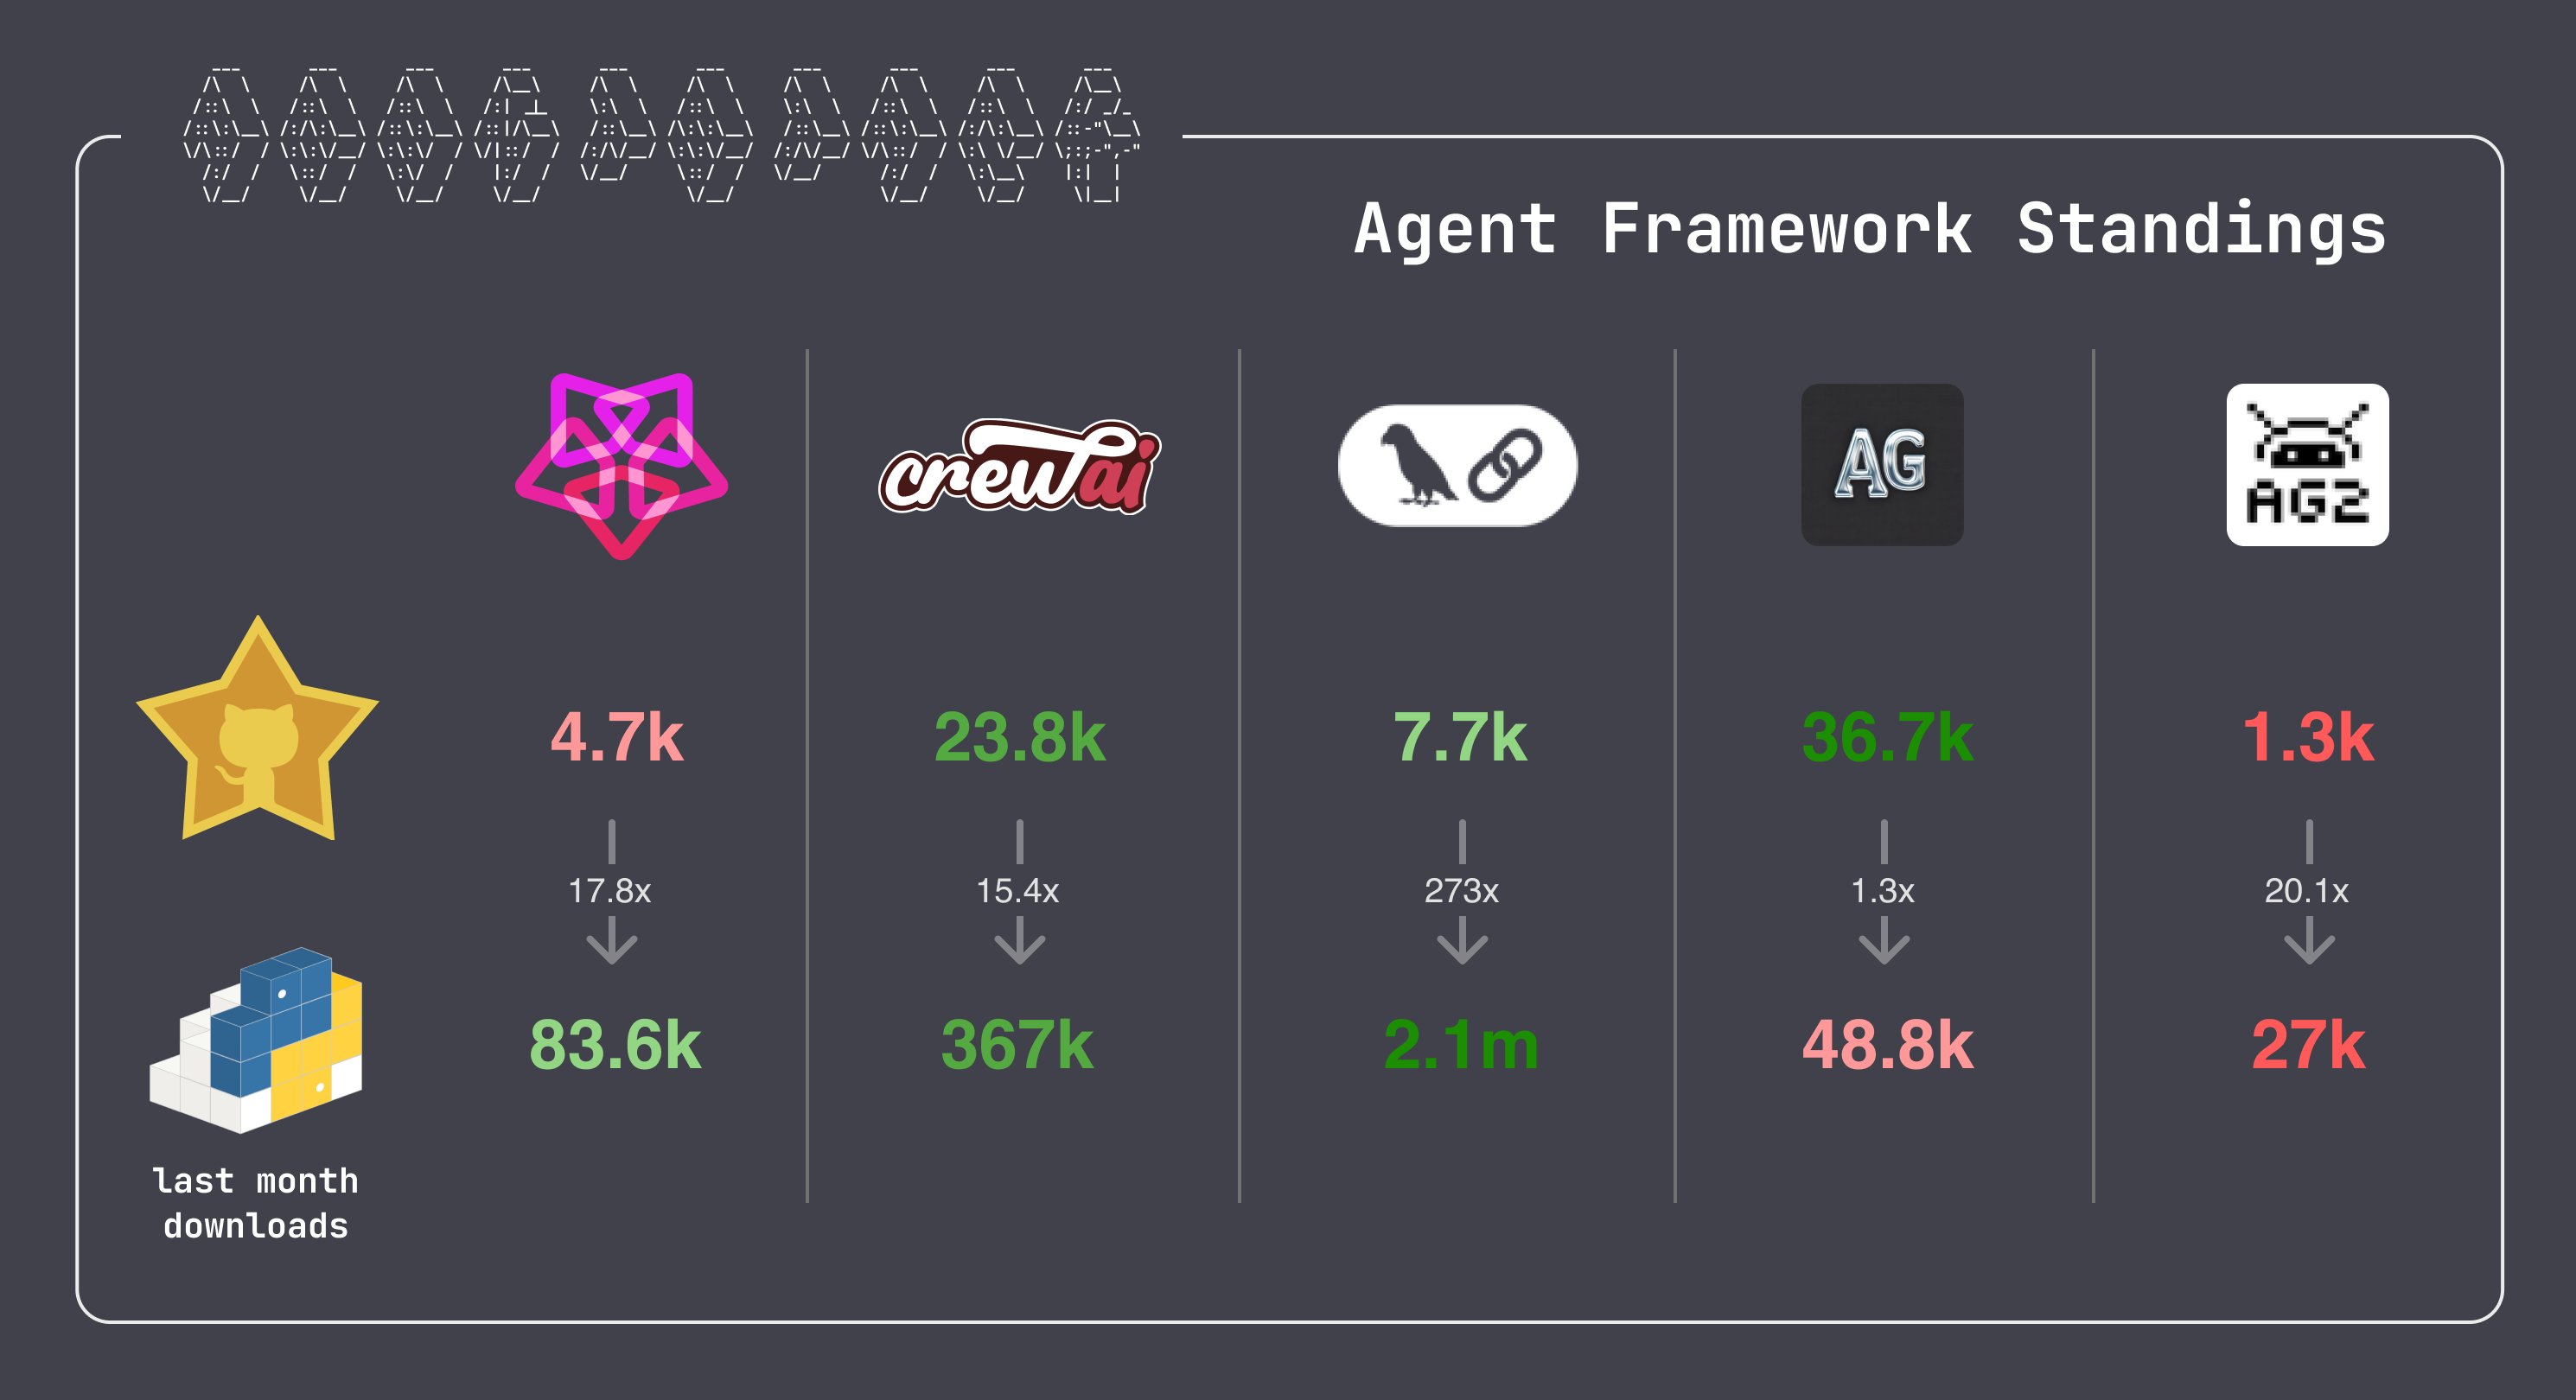 AGENTSTACK
Agent Framework Standings
crewai
AG
AG2
4.7k 23.8k 7.7k 36.7k 1.3k
17.8x 15.4x 273x 1.3x 20.1x
83.6k 367k 2.1m 48.8k 27k
last month
downloads